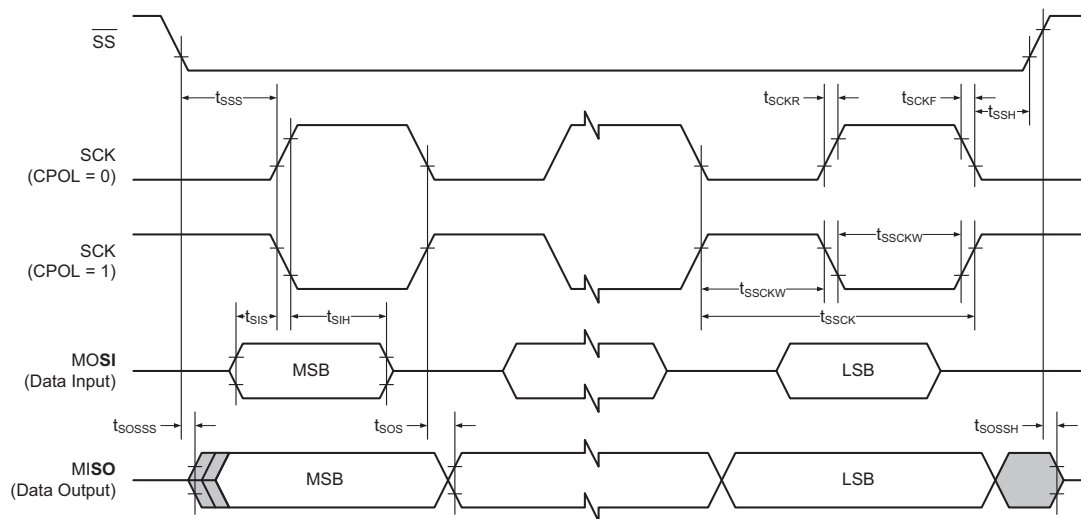 SS
tSSS
tSCKR
tSCKF
tSSH
SCK
(CPOL = 0)
SCK
(CPOL = 1)
tSSCKW
tSSCKW
tSIS
tSIH
tSSCK
MOSI
(Data Input)
MSB
LSB
tSOSSS
tSOS
tSOSSH
MISO
(Data Output)
MSB
LSB